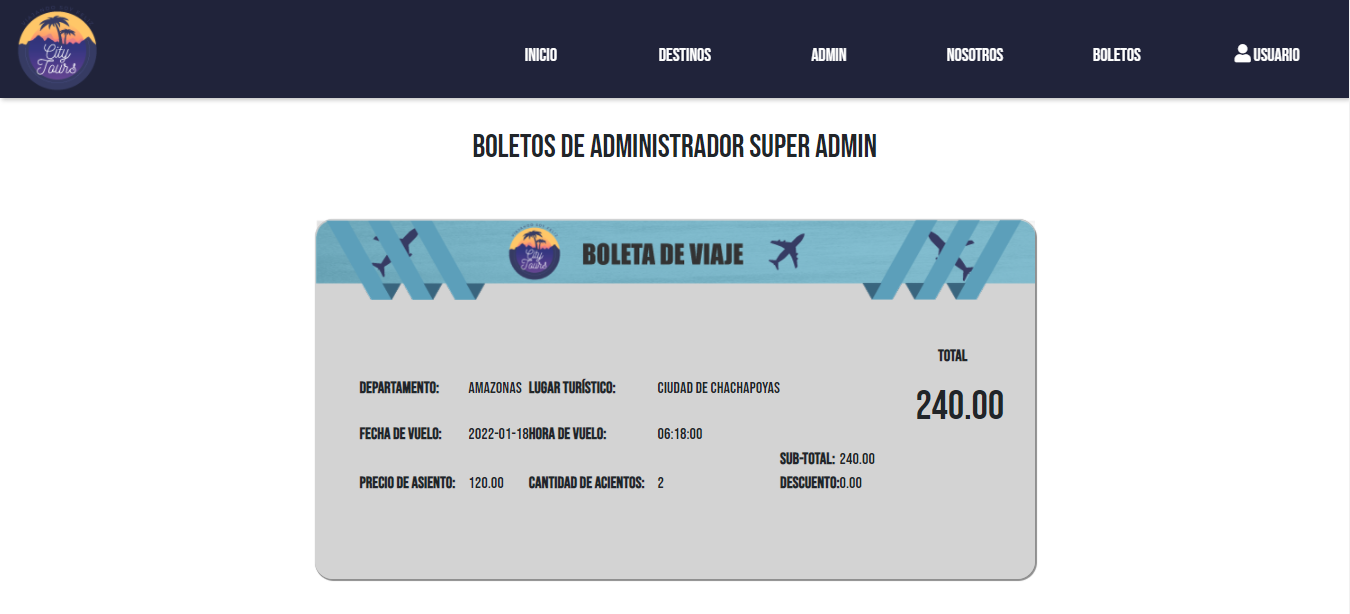 City Tours
INICIO DESTINOS ADMIN NOSOTROS BOLETOS USUARIO
BOLETOS DE ADMINISTRADOR SUPER ADMIN
City Tours
BOLETA DE VIAJE
TOTAL
DEPARTAMENTO: AMAZONAS LUGAR TURÍSTICO: CIUDAD DE CHACHAPOYAS
240.00
FECHA DE VUELO: 2022-01-18 HORA DE VUELO: 06:18:00
SUB-TOTAL: 240.00
PRECIO DE ASIENTO: 120.00 CANTIDAD DE ACIENTOS: 2 DESCUENTO:0.00